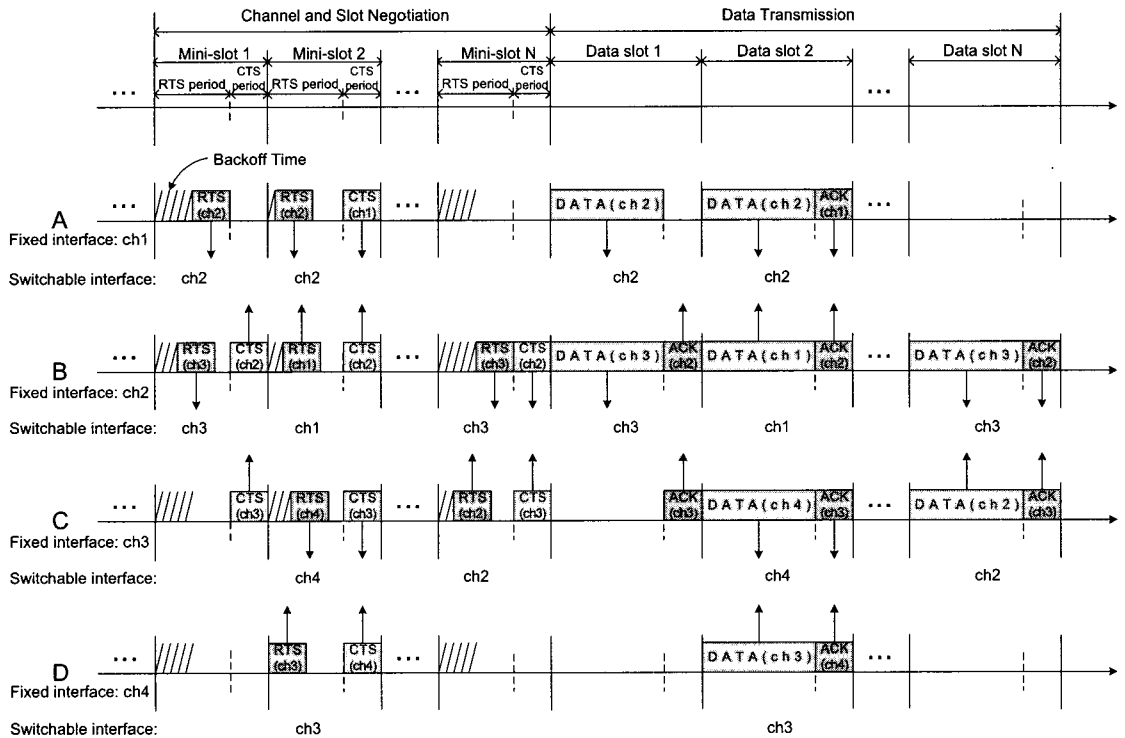 Channel and Slot Negotiation
Data Transmission
Mini-slot 1
Mini-slot 2
Mini-slot N
Data slot 1
Data slot 2
Data slot N
RTS period
CTS period
RTS period
CTS period
RTS period
CTS period
...
...
...
Backoff Time
...
RTS (ch2)
RTS (ch2)
CTS (ch1)
...
DATA(ch2)
DATA(ch2)
ACK (ch1)
...
A
Fixed interface: ch1
Switchable interface:
ch2
ch2
ch2
ch2
...
RTS (ch3)
CTS (ch2)
RTS (ch1)
CTS (ch2)
...
RTS (ch3)
CTS (ch2)
DATA(ch3)
ACK (ch2)
DATA(ch1)
ACK (ch2)
...
DATA(ch3)
ACK (ch2)
B
Fixed interface: ch2
Switchable interface:
ch3
ch1
ch3
ch3
ch1
ch3
...
CTS (ch3)
RTS (ch4)
CTS (ch3)
...
RTS (ch2)
CTS (ch3)
ACK (ch3)
DATA(ch4)
ACK (ch3)
...
DATA(ch2)
ACK (ch3)
C
Fixed interface: ch3
Switchable interface:
ch4
ch2
ch4
ch2
...
RTS (ch3)
CTS (ch4)
...
DATA(ch3)
ACK (ch4)
...
D
Fixed interface: ch4
Switchable interface:
ch3
ch3